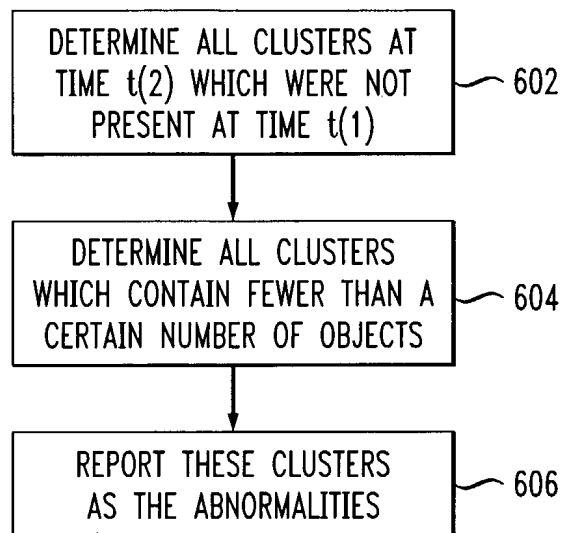 DETERMINE ALL CLUSTERS AT
TIME t(2) WHICH WERE NOT
PRESENT AT TIME t(1)
602
DETERMINE ALL CLUSTERS
WHICH CONTAIN FEWER THAN A
CERTAIN NUMBER OF OBJECTS
604
REPORT THESE CLUSTERS
AS THE ABNORMALITIES
606